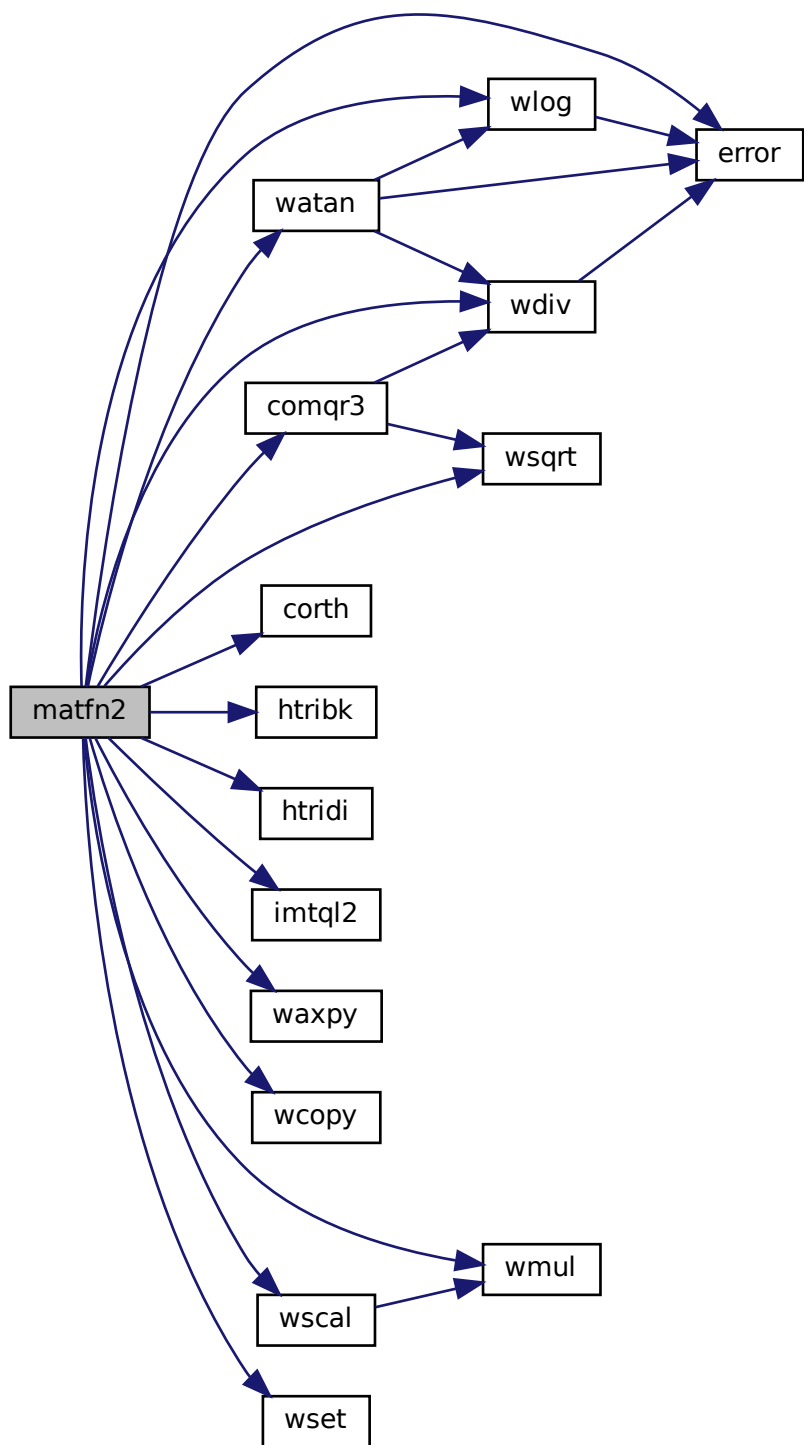 wlog
error
watan
wdiv
comqr3
wsqrt
corth
matfn2
htribk
htridi
imtql2
waxpy
wcopy
wmul
wscal
wset